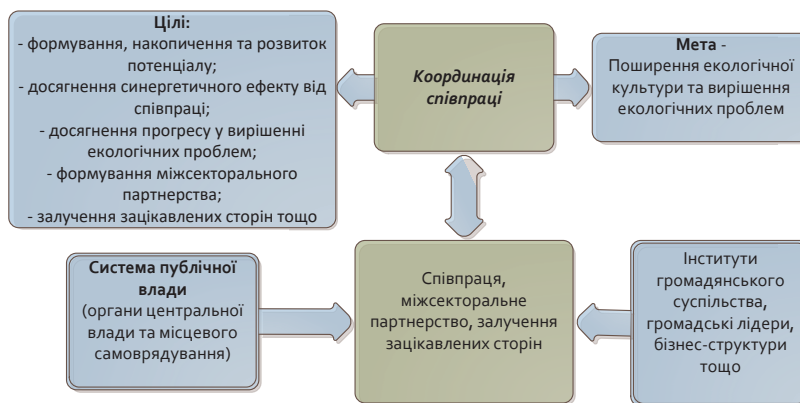 Цілі:
- формування, накопичення та розвиток
потенціалу;
- досягнення синергетичного ефекту від
співпраці;
- досягнення прогресу у вирішенні
екологічних проблем;
- формування міжсекторального
партнерства;
- залучення зацікавлених сторін тощо
Координація
співпраці
Мета -
Поширення екологічної
культури та вирішення
екологічних проблем
Система публічної
влади
(органи центральної
влади та місцевого
самоврядування)
Співпраця,
міжсекторальне
партнерство, залучення
зацікавлених сторін
Інститути
громадянського
суспільства,
громадські лідери,
бізнес-структури
тощо